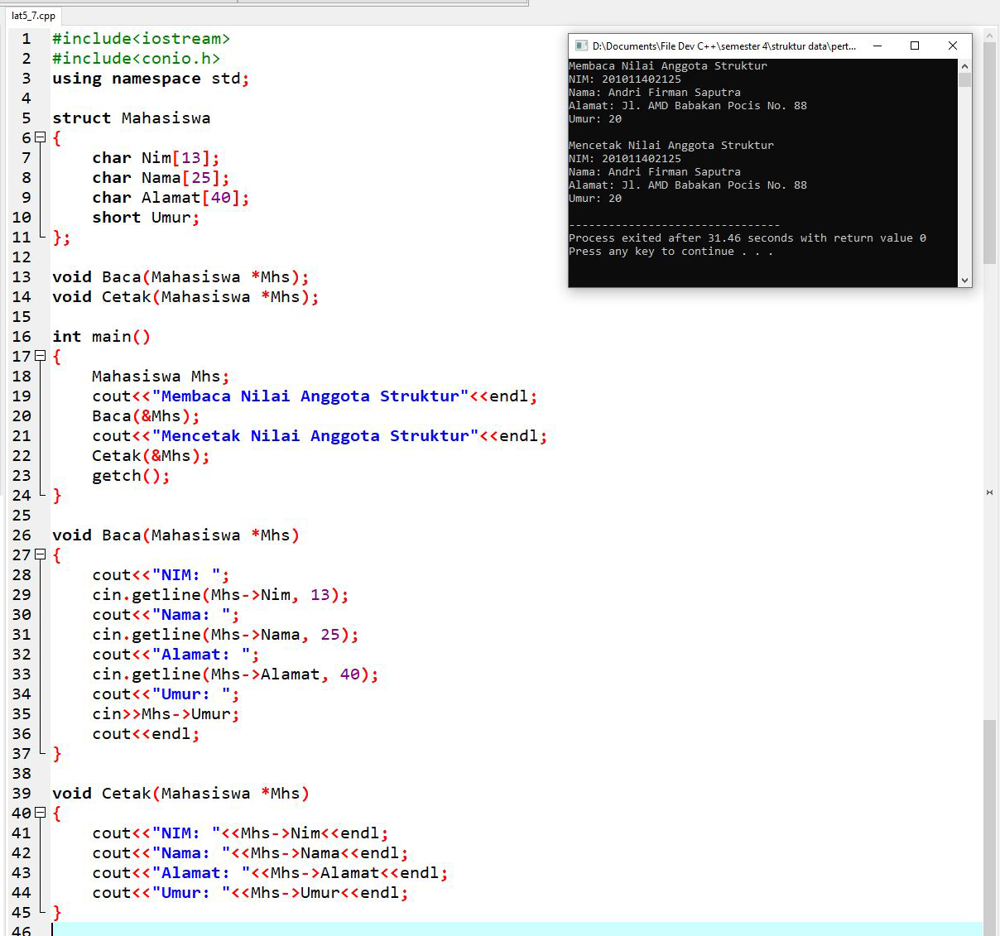 lat5_7.cpp
1 #include<iostream>
2 #include<conio.h>
3 using namespace std;
4
5 struct Mahasiswa
6 {
7     char Nim[13];
8     char Nama[25];
9     char Alamat[40];
10     short Umur;
11 };
12
13 void Baca(Mahasiswa *Mhs);
14 void Cetak(Mahasiswa *Mhs);
15
16 int main()
17 {
18     Mahasiswa Mhs;
19     cout<<"Membaca Nilai Anggota Struktur"<<endl;
20     Baca(&Mhs);
21     cout<<"Mencetak Nilai Anggota Struktur"<<endl;
22     Cetak(&Mhs);
23     getch();
24 }
25
26 void Baca(Mahasiswa *Mhs)
27 {
28     cout<<"NIM: ";
29     cin.getline(Mhs->Nim, 13);
30     cout<<"Nama: ";
31     cin.getline(Mhs->Nama, 25);
32     cout<<"Alamat: ";
33     cin.getline(Mhs->Alamat, 40);
34     cout<<"Umur: ";
35     cin>>Mhs->Umur;
36     cout<<endl;
37 }
38
39 void Cetak(Mahasiswa *Mhs)
40 {
41     cout<<"NIM: "<<Mhs->Nim<<endl;
42     cout<<"Nama: "<<Mhs->Nama<<endl;
43     cout<<"Alamat: "<<Mhs->Alamat<<endl;
44     cout<<"Umur: "<<Mhs->Umur<<endl;
45 }
46
D:\Documents\File Dev C++\semester 4\struktur data\pert...
Membaca Nilai Anggota Struktur
NIM: 201011402125
Nama: Andri Firman Saputra
Alamat: Jl. AMD Babakan Pocis No. 88
Umur: 20

Mencetak Nilai Anggota Struktur
NIM: 201011402125
Nama: Andri Firman Saputra
Alamat: Jl. AMD Babakan Pocis No. 88
Umur: 20

--------------------------------
Process exited after 31.46 seconds with return value 0
Press any key to continue . . .